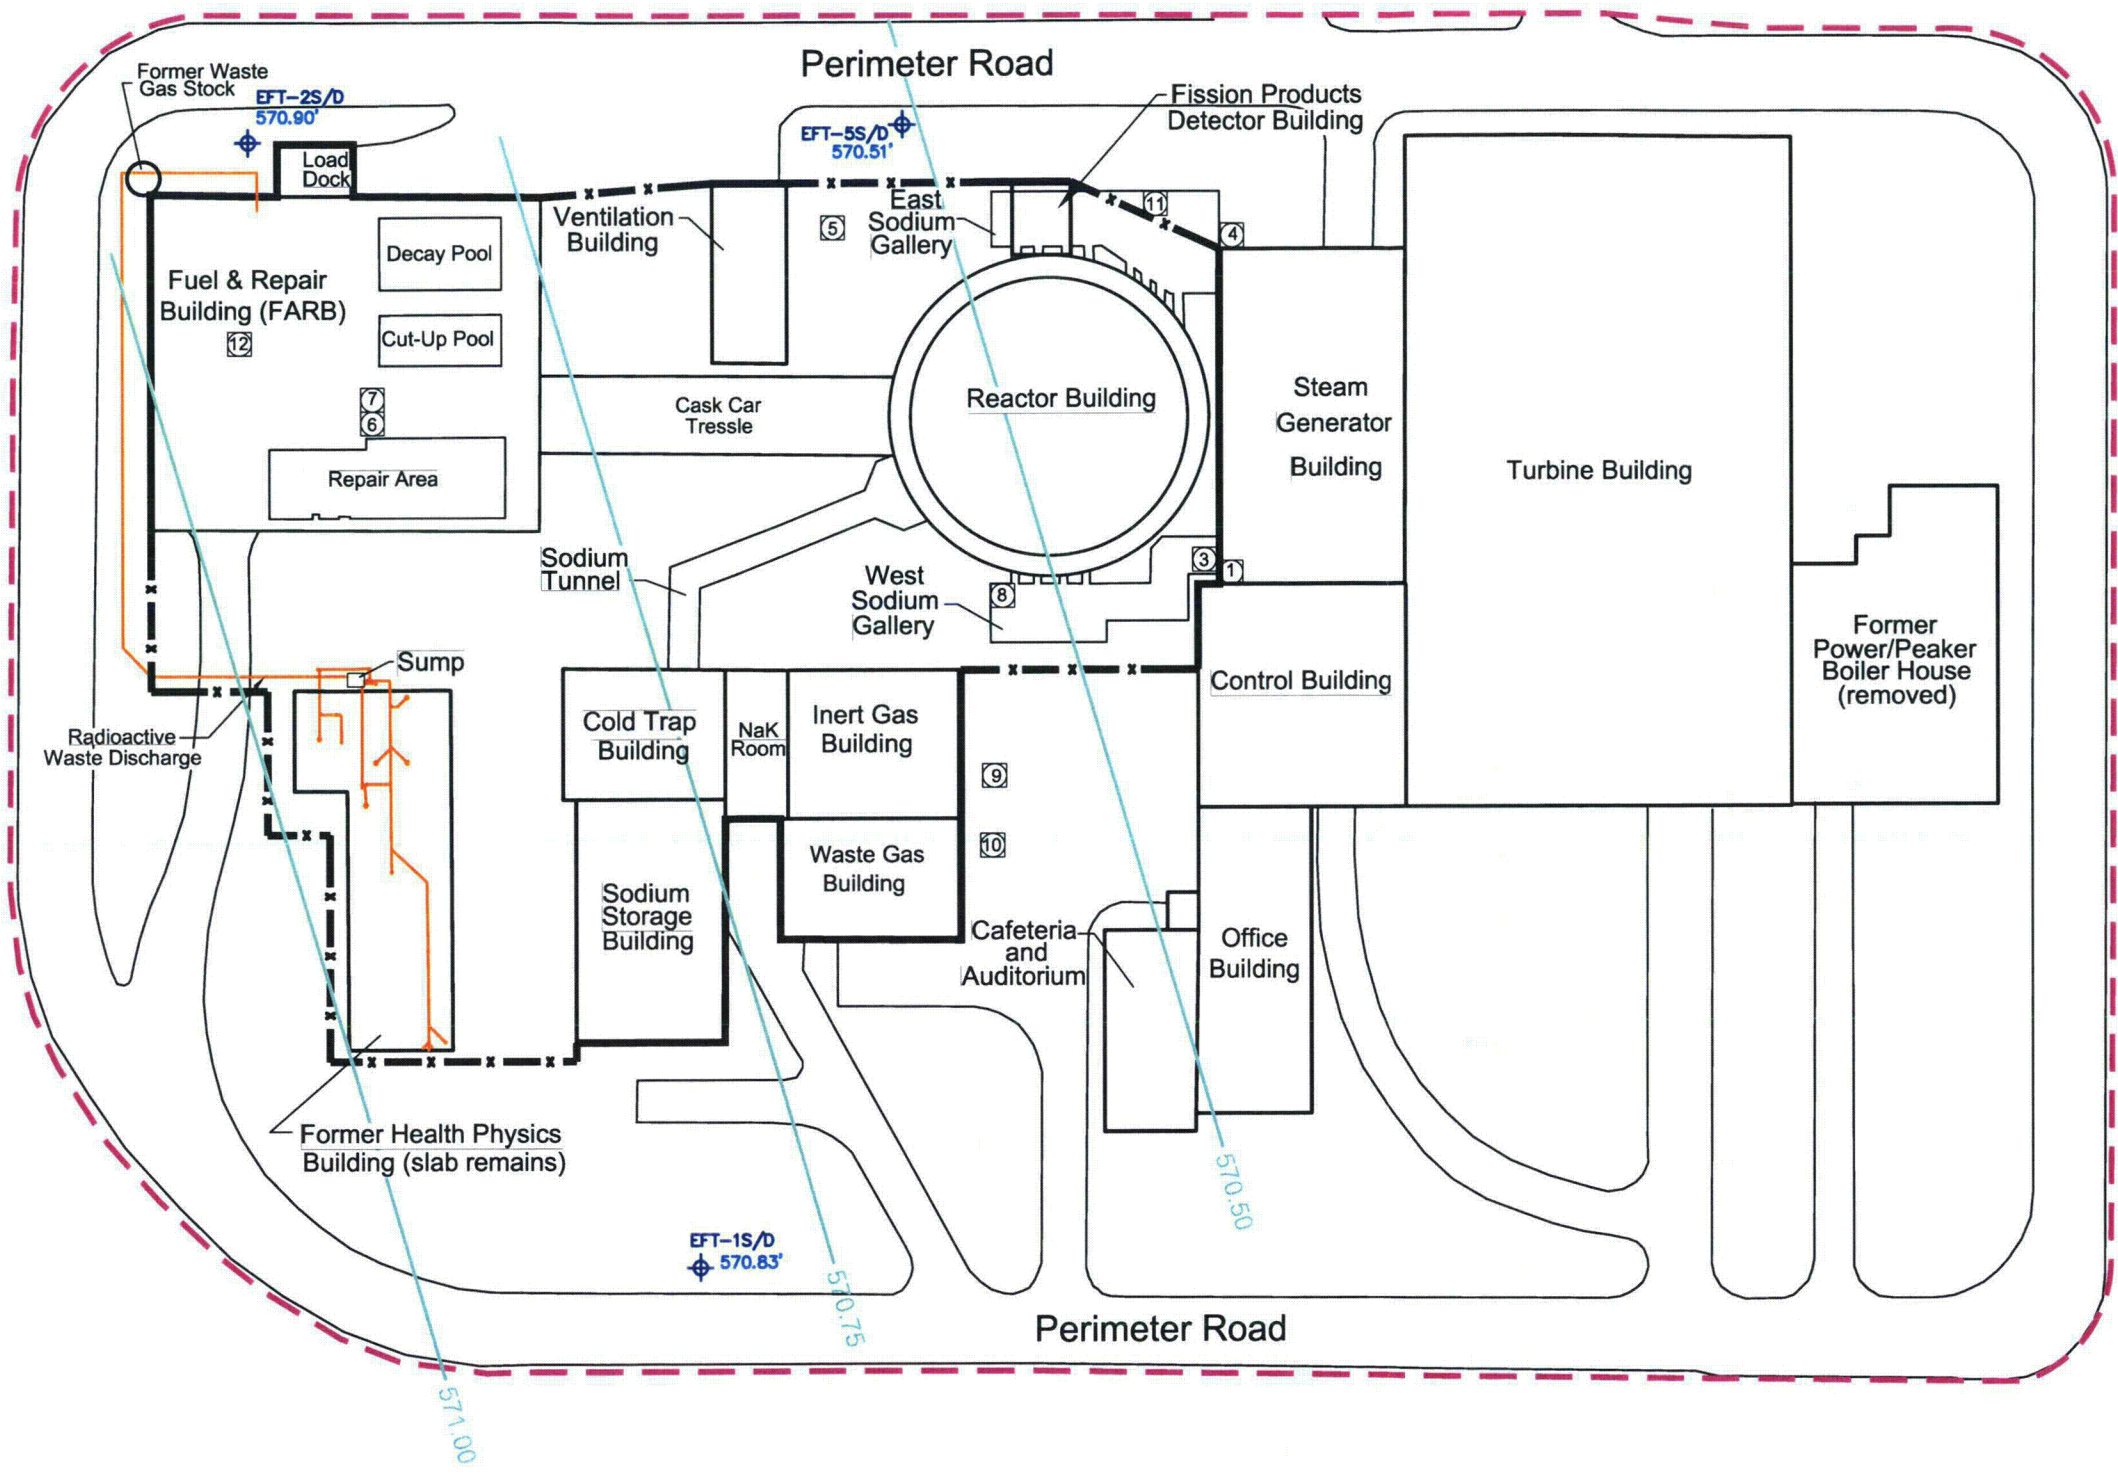 Perimeter Road
Former Waste
Gas Stock
EFT-2S/D
570.90'
Load
Dock
EFT-5S/D
570.51'
Fission Products
Detector Building
11
4
5
East
Sodium
Gallery
Ventilation
Building
Decay Pool
Fuel & Repair
Building (FARB)
12
Cut-Up Pool
7
6
Repair Area
Cask Car
Tressle
Reactor Building
Steam
Generator
Building
Turbine Building
Sodium
Tunnel
West
Sodium
Gallery
8
3
1
Former
Power/Peaker
Boiler House
(removed)
Sump
Radioactive
Waste Discharge
Cold Trap
Building
NaK
Room
Inert Gas
Building
Control Building
9
10
Waste Gas
Building
Sodium
Storage
Building
Cafeteria
and
Auditorium
Office
Building
Former Health Physics
Building (slab remains)
EFT-1S/D
570.83'
570.50
570.75
571.00
Perimeter Road